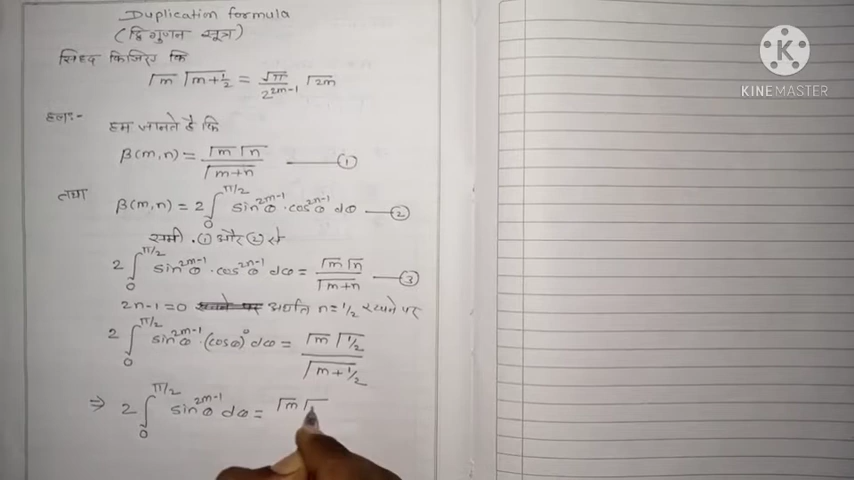 Duplication formula
(द्विगुणन सूत्र)
सिध्द किजिए कि
Γm Γm+1/2 = √π/2^(2m-1) Γ2m
हलः-
हम जानते है कि
β(m,n) = Γm Γn / Γm+n —— ①
तथा
β(m,n) = 2 ∫₀^(π/2) sin^(2m-1)θ · cos^(2n-1)θ dθ — ②
समी. ① और ② से
2 ∫₀^(π/2) sin^(2m-1)θ · cos^(2n-1)θ dθ = Γm Γn / Γm+n — ③
2n-1=0 अर्थात n=1/2 रखने पर
2 ∫₀^(π/2) sin^(2m-1)θ · (cosθ)^0 dθ = Γm Γ1/2 / Γm+1/2
⇒ 2 ∫₀^(π/2) sin^(2m-1)θ dθ = Γm Γ
KINEMASTER